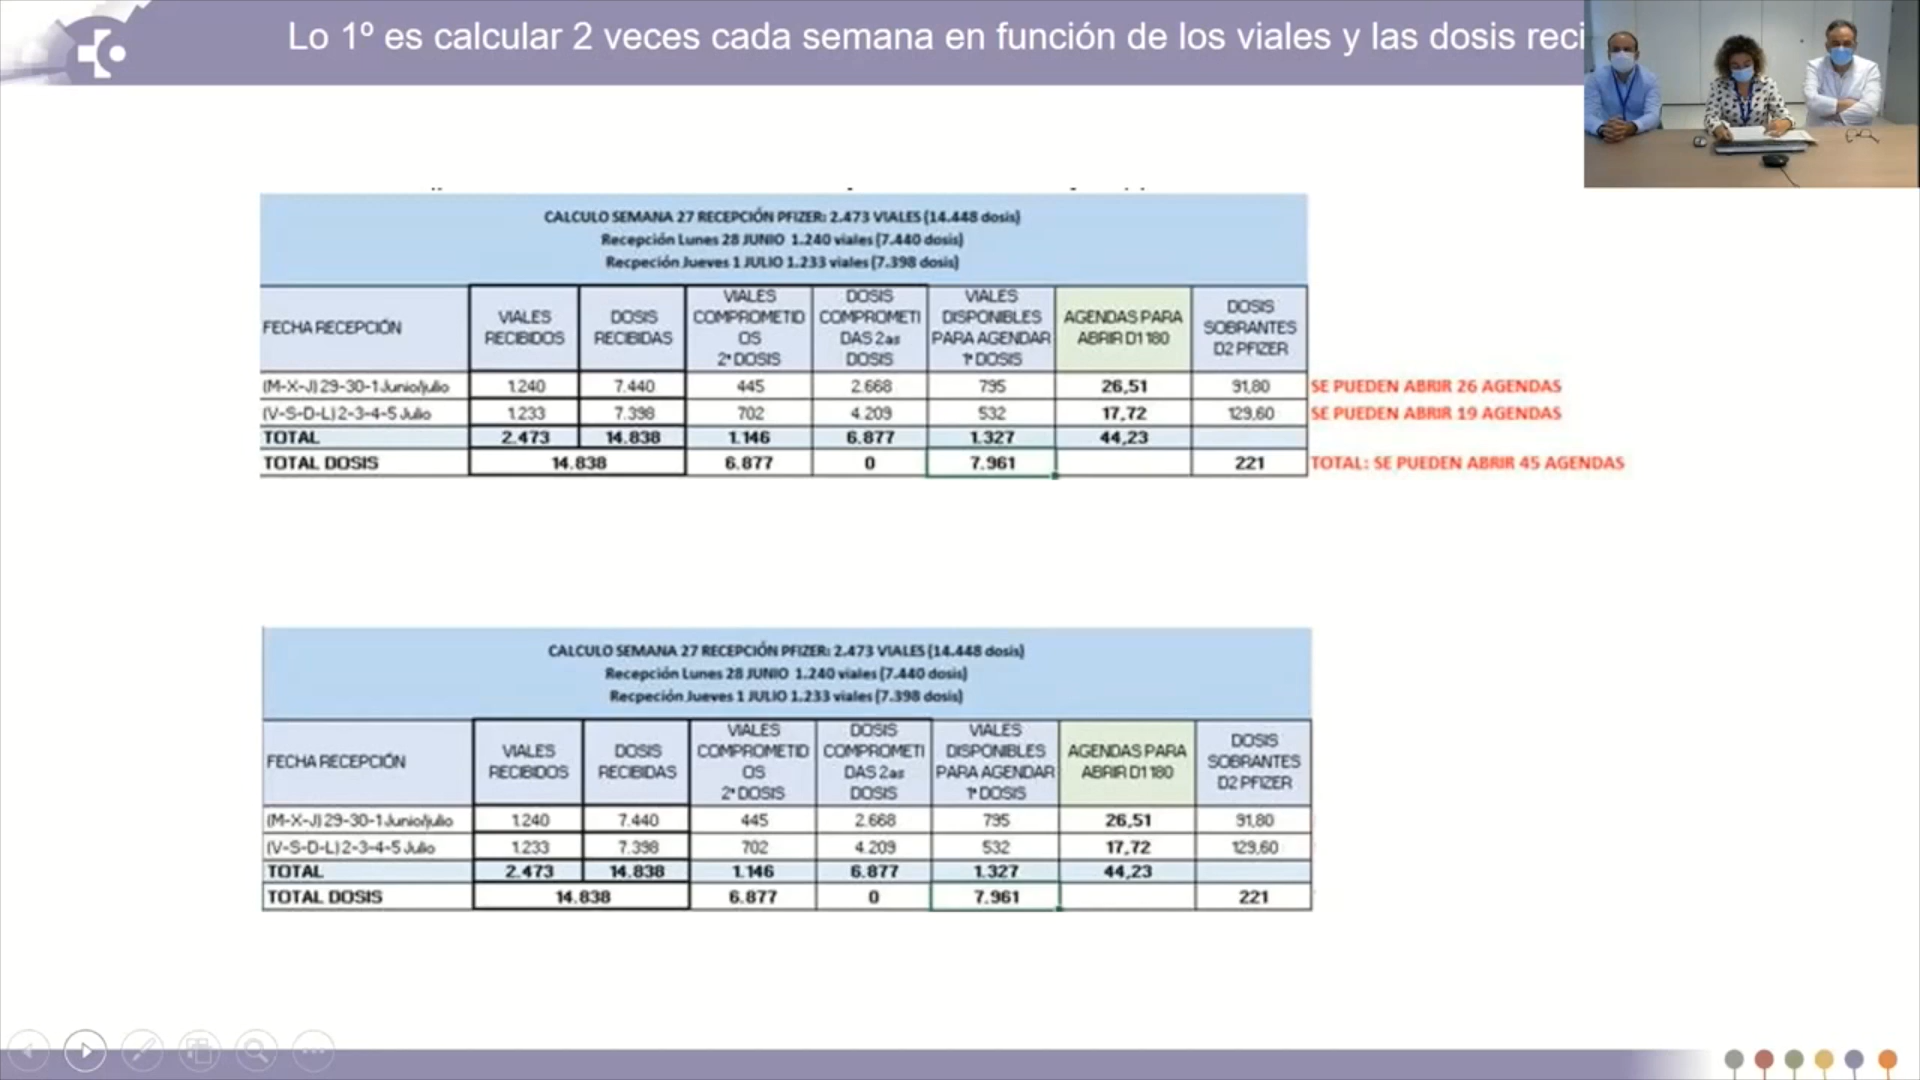 Lo 1º es calcular 2 veces cada semana en función de los viales y las dosis reci
CALCULO SEMANA 27 RECEPCIÓN PFIZER: 2.473 VIALES (14.448 dosis)
Recepción Lunes 28 JUNIO 1.240 viales (7.440 dosis)
Recpeción Jueves 1 JULIO 1.233 viales (7.398 dosis)
FECHA RECEPCIÓN
VIALES
RECIBIDOS
DOSIS
RECIBIDAS
VIALES
COMPROMETID
OS
2ª DOSIS
DOSIS
COMPROMETI
DAS 2as
DOSIS
VIALES
DISPONIBLES
PARA AGENDAR
1ª DOSIS
AGENDAS PARA
ABRIR D1 180
DOSIS
SOBRANTES
D2 PFIZER
(M-X-J) 29-30-1 Junio/julio 1.240 7.440 445 2.668 795 26,51 91,80 SE PUEDEN ABRIR 26 AGENDAS
(V-S-D-L) 2-3-4-5 Julio 1.233 7.398 702 4.209 532 17,72 129,60 SE PUEDEN ABRIR 19 AGENDAS
TOTAL 2.473 14.838 1.146 6.877 1.327 44,23
TOTAL DOSIS 14.838 6.877 0 7.961 221 TOTAL: SE PUEDEN ABRIR 45 AGENDAS
CALCULO SEMANA 27 RECEPCIÓN PFIZER: 2.473 VIALES (14.448 dosis)
Recepción Lunes 28 JUNIO 1.240 viales (7.440 dosis)
Recpeción Jueves 1 JULIO 1.233 viales (7.398 dosis)
FECHA RECEPCIÓN
VIALES
RECIBIDOS
DOSIS
RECIBIDAS
VIALES
COMPROMETID
OS
2ª DOSIS
DOSIS
COMPROMETI
DAS 2as
DOSIS
VIALES
DISPONIBLES
PARA AGENDAR
1ª DOSIS
AGENDAS PARA
ABRIR D1 180
DOSIS
SOBRANTES
D2 PFIZER
(M-X-J) 29-30-1 Junio/julio 1.240 7.440 445 2.668 795 26,51 91,80
(V-S-D-L) 2-3-4-5 Julio 1.233 7.398 702 4.209 532 17,72 129,60
TOTAL 2.473 14.838 1.146 6.877 1.327 44,23
TOTAL DOSIS 14.838 6.877 0 7.961 221